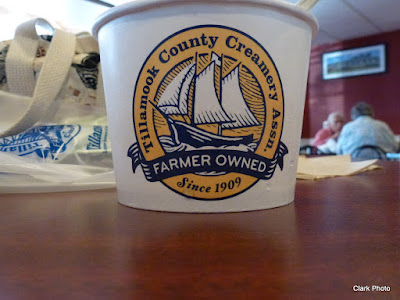 Tillamook County Creamery Assn.
FARMER OWNED
Since 1909
Clark Photo